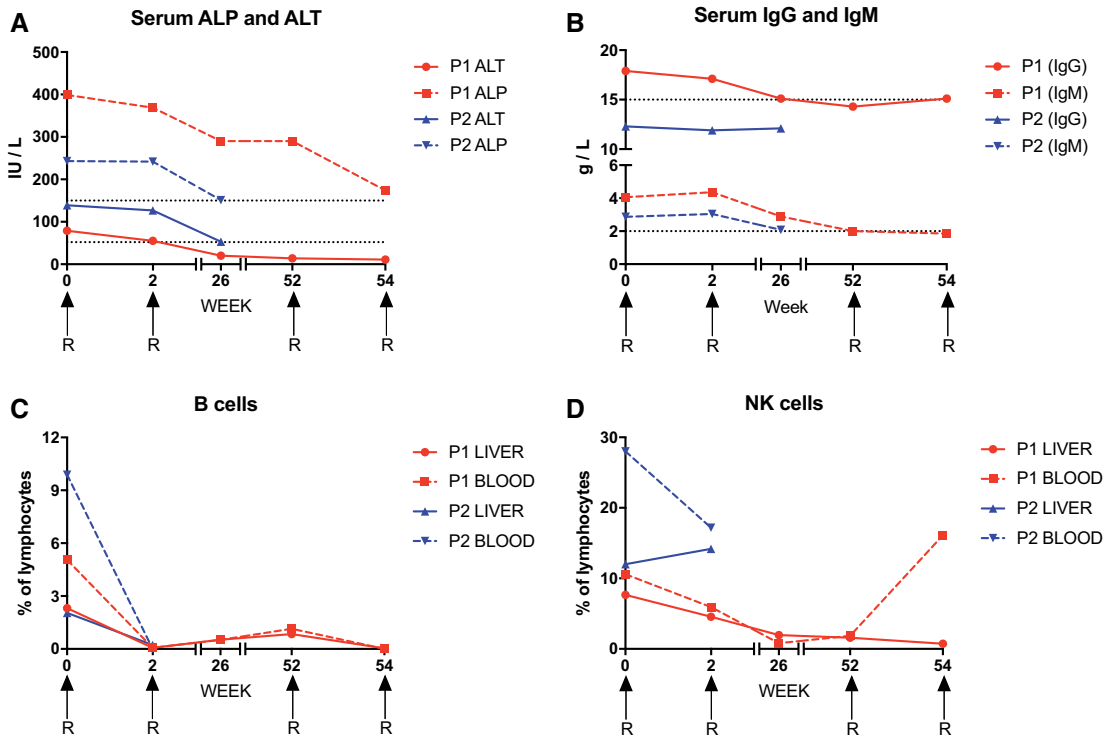 A
Serum ALP and ALT
500
400
300
200
100
0
IU / L
0 2 26 52 54
WEEK
R R R R
P1 ALT
P1 ALP
P2 ALT
P2 ALP
B
Serum IgG and IgM
20
15
10
6
4
2
0
g / L
0 2 26 52 54
Week
R R R R
P1 (IgG)
P1 (IgM)
P2 (IgG)
P2 (IgM)
C
B cells
12
9
6
3
0
% of lymphocytes
0 2 26 52 54
WEEK
R R R R
P1 LIVER
P1 BLOOD
P2 LIVER
P2 BLOOD
D
NK cells
30
20
10
0
% of lymphocytes
0 2 26 52 54
WEEK
R R R R
P1 LIVER
P1 BLOOD
P2 LIVER
P2 BLOOD